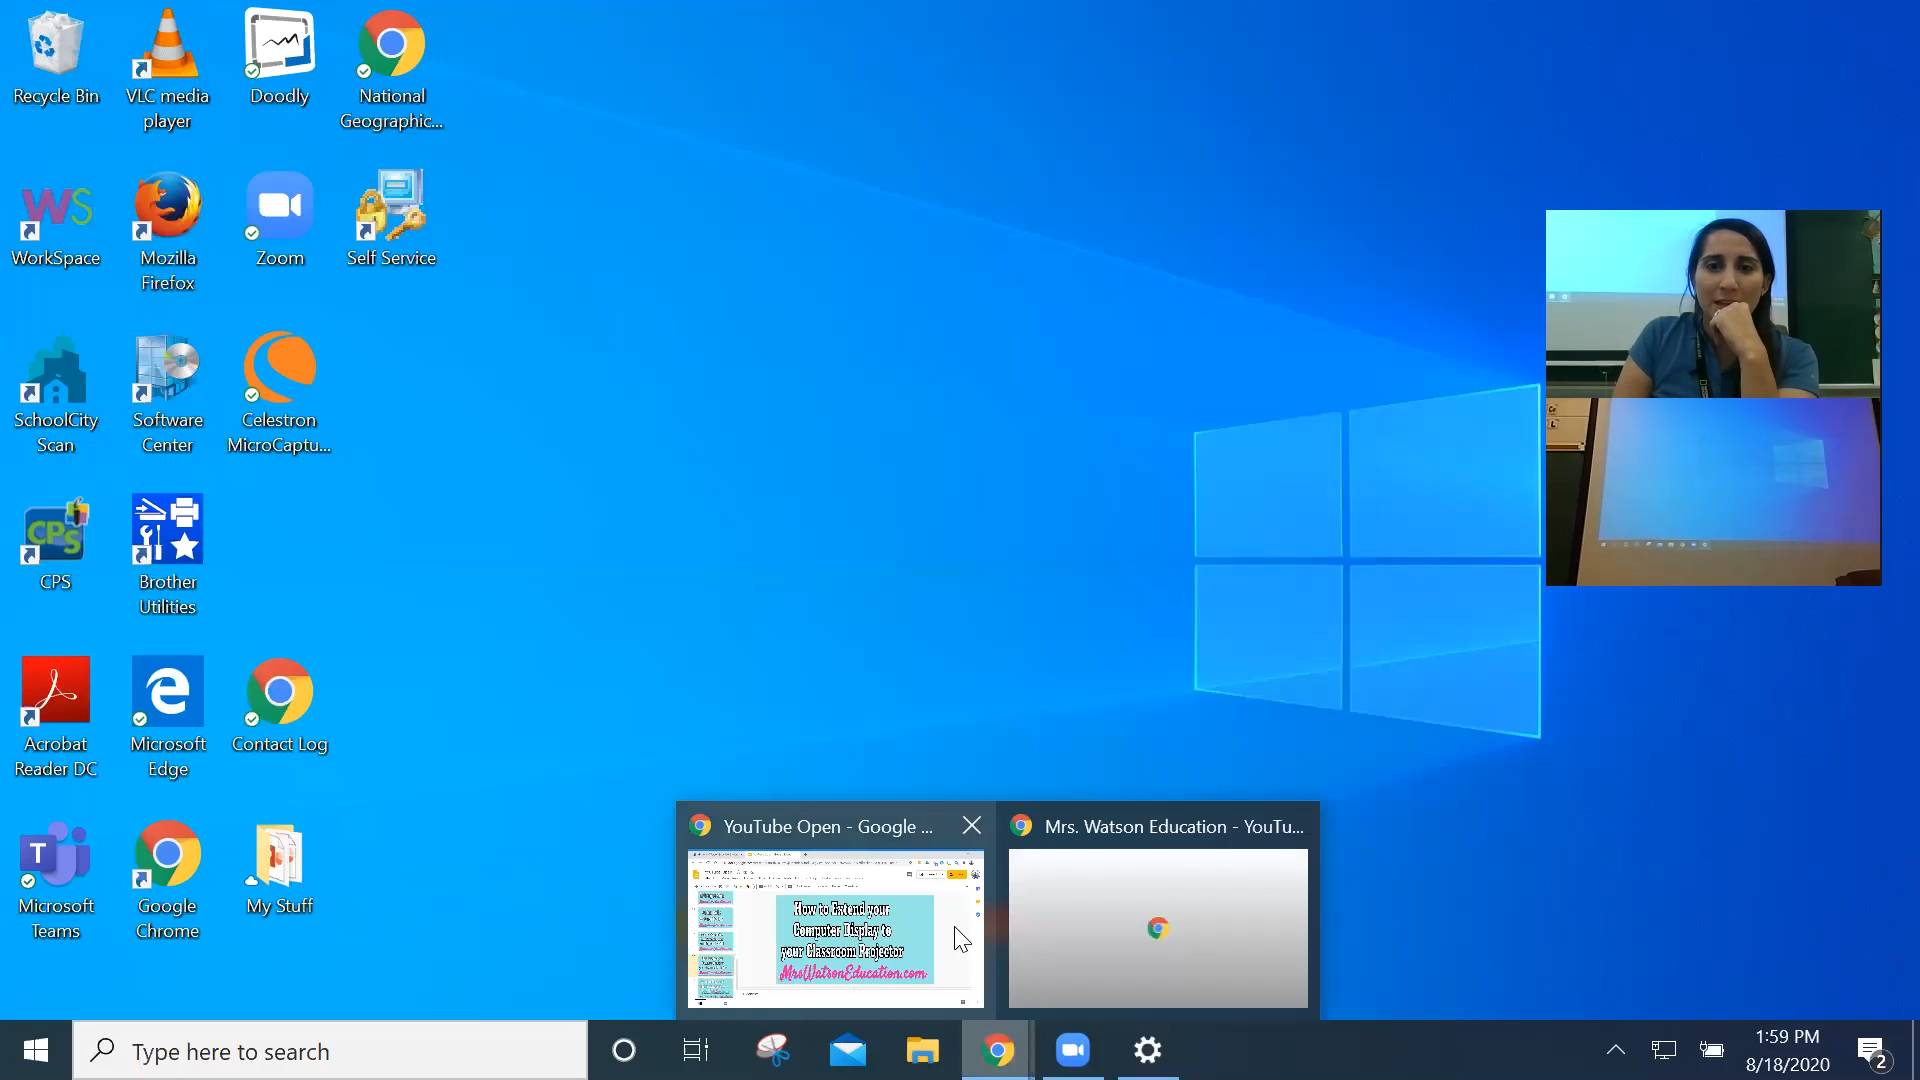 Recycle Bin
VLC media
player
Doodly
National
Geographic...
WS
WorkSpace
Mozilla
Firefox
Zoom
Self Service
SchoolCity
Scan
Software
Center
Celestron
MicroCaptu...
CPS
CPS
Brother
Utilities
Acrobat
Reader DC
Microsoft
Edge
Contact Log
T
Microsoft
Teams
Google
Chrome
My Stuff
YouTube Open - Google ...
Mrs. Watson Education - YouTu...
How to Extend your
Computer Display to
your Classroom Projector
MrsWatsonEducation.com
Type here to search
1:59 PM
8/18/2020
2